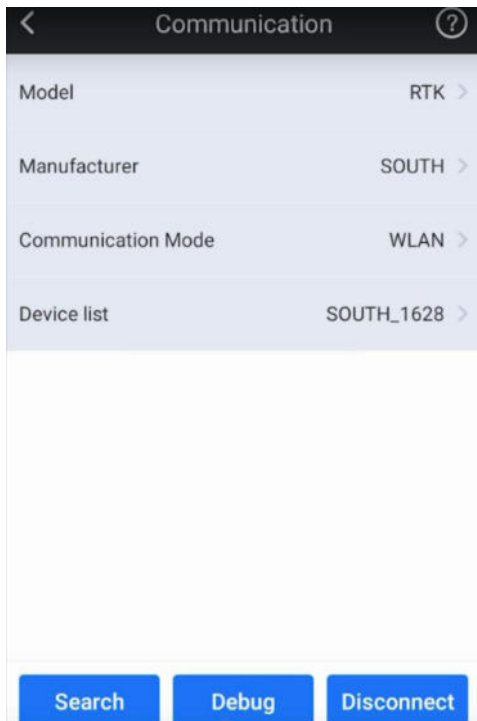 Communication ?
Model RTK
Manufacturer SOUTH
Communication Mode WLAN
Device list SOUTH_1628
Search Debug Disconnect